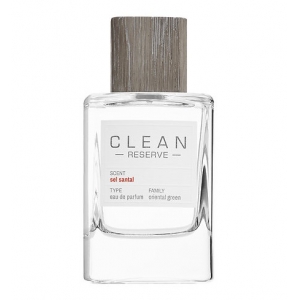 CLEAN
— RESERVE —
SCENT
sel santal
TYPE FAMILY
eau de parfum oriental green